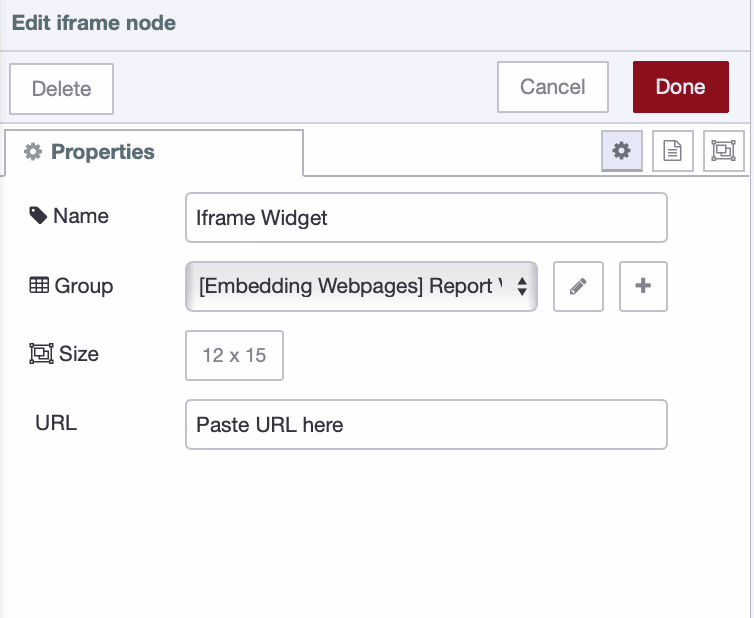 Edit iframe node
Delete Cancel Done
Properties
Name Iframe Widget
Group [Embedding Webpages] Report
Size 12 x 15
URL Paste URL here